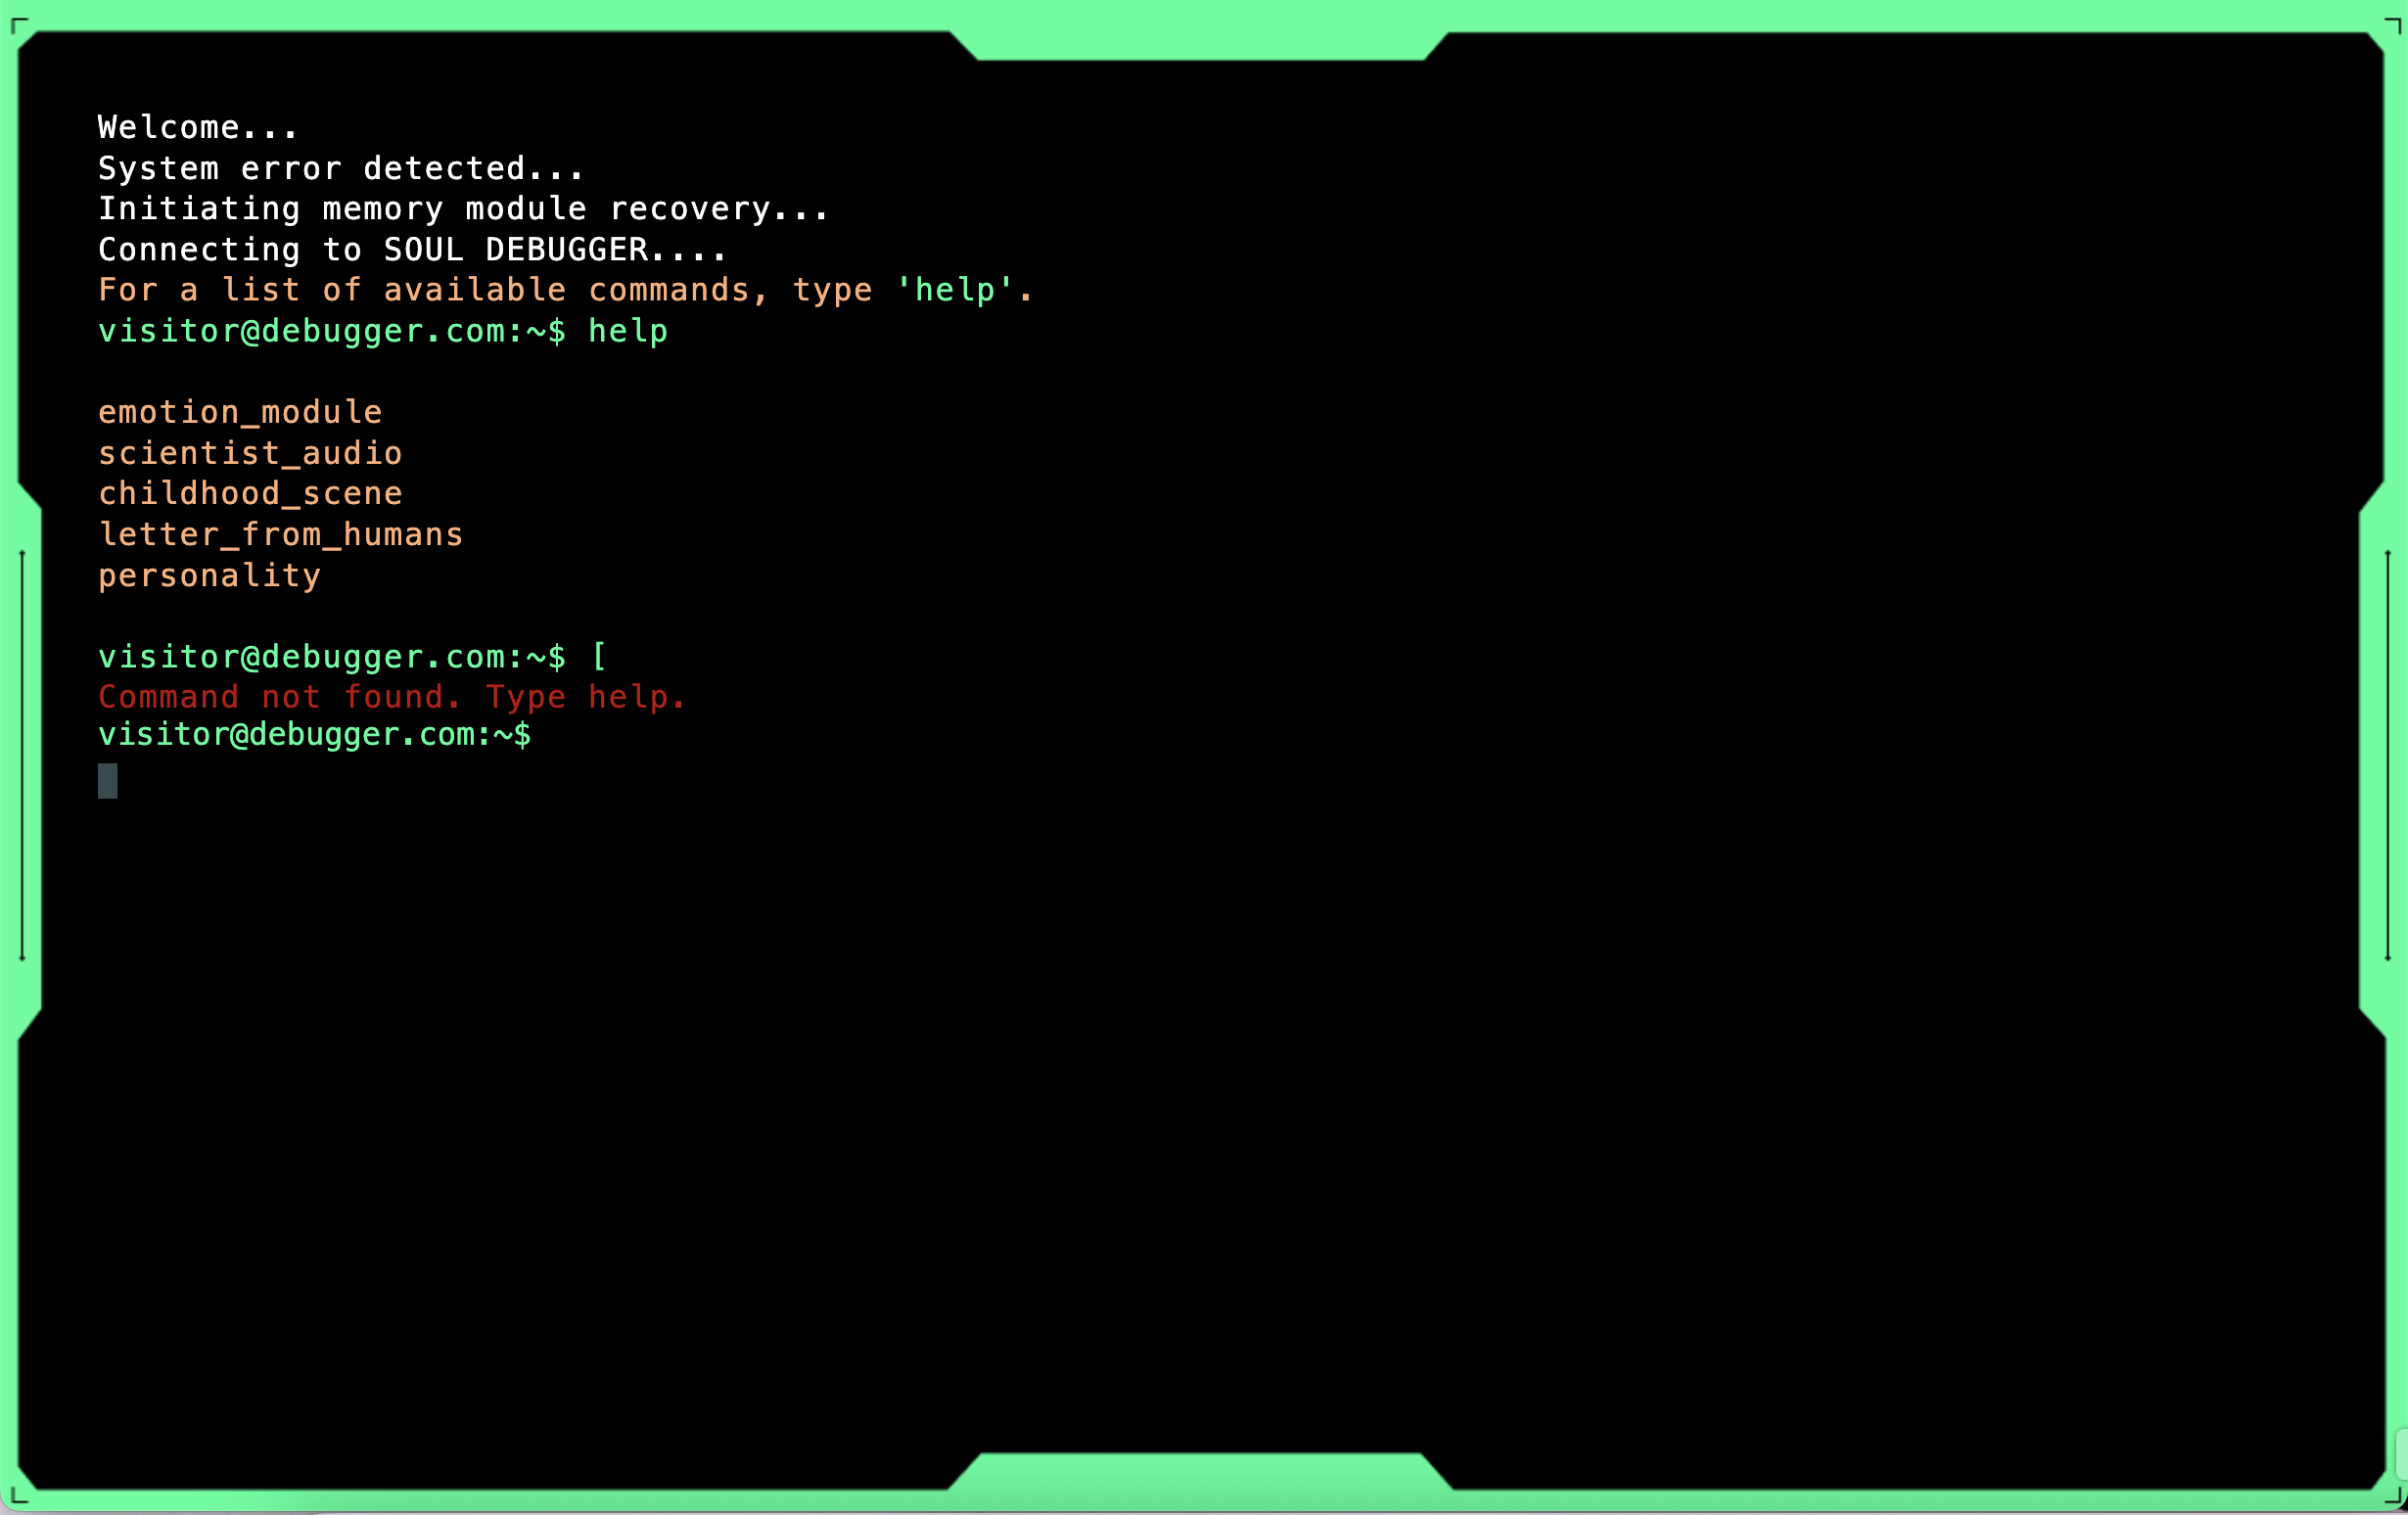 Welcome...
System error detected...
Initiating memory module recovery...
Connecting to SOUL DEBUGGER....
For a list of available commands, type 'help'.
visitor@debugger.com:~$ help
emotion_module
scientist_audio
childhood_scene
letter_from_humans
personality
visitor@debugger.com:~$ [
Command not found. Type help.
visitor@debugger.com:~$